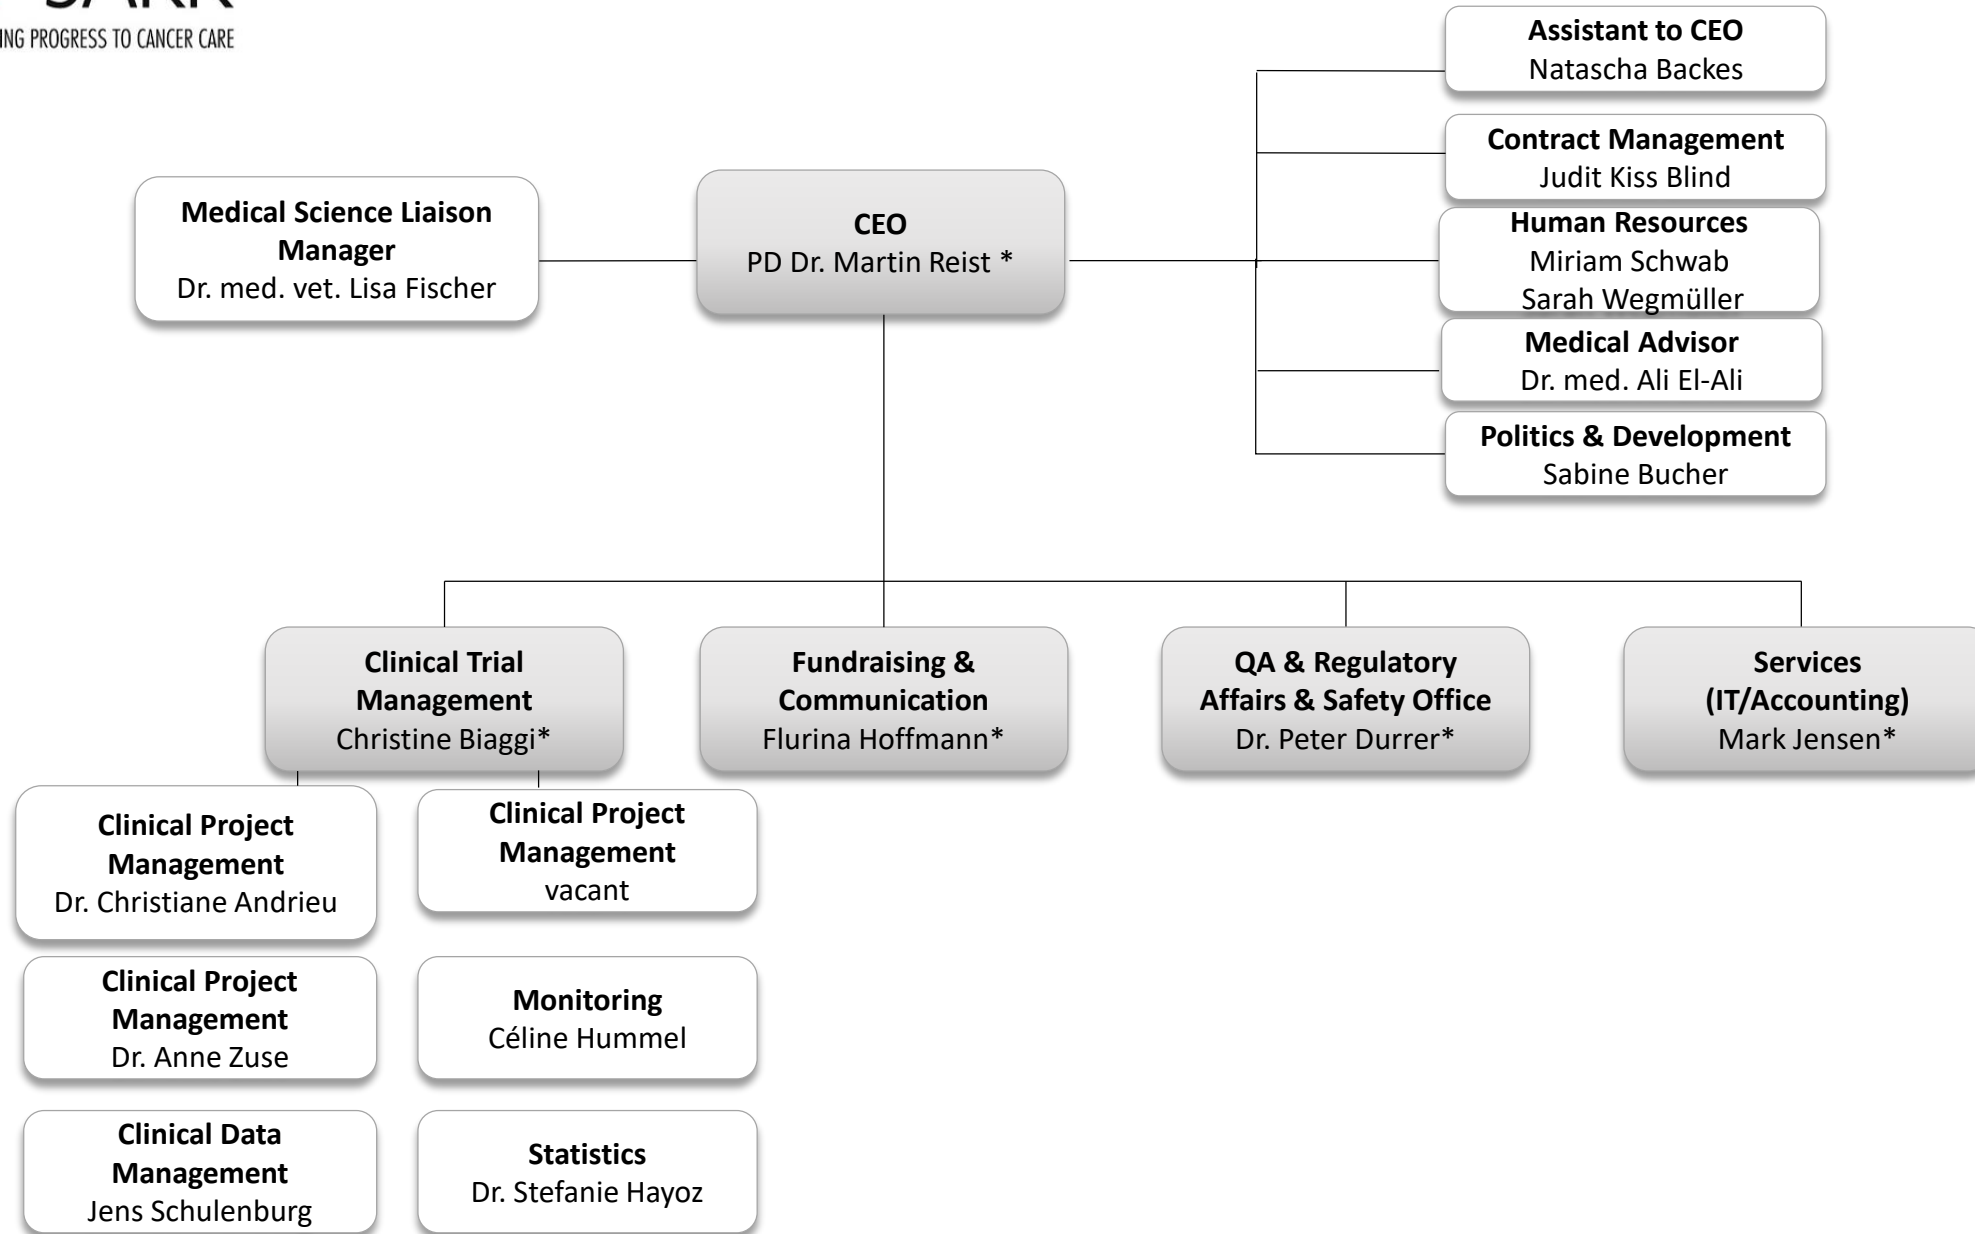 PROGRESS TO CANCER CARE
Assistant to CEO
Natascha Backes
Contract Management
Judit Kiss Blind
Human Resources
Miriam Schwab
Sarah Wegmüller
Medical Advisor
Dr. med. Ali El-Ali
Politics & Development
Sabine Bucher
Medical Science Liaison
Manager
Dr. med. vet. Lisa Fischer
CEO
PD Dr. Martin Reist *
Clinical Trial
Management
Christine Biaggi*
Fundraising &
Communication
Flurina Hoffmann*
QA & Regulatory
Affairs & Safety Office
Dr. Peter Durrer*
Services
(IT/Accounting)
Mark Jensen*
Clinical Project
Management
Dr. Christiane Andrieu
Clinical Project
Management
vacant
Clinical Project
Management
Dr. Anne Zuse
Monitoring
Céline Hummel
Clinical Data
Management
Jens Schulenburg
Statistics
Dr. Stefanie Hayoz